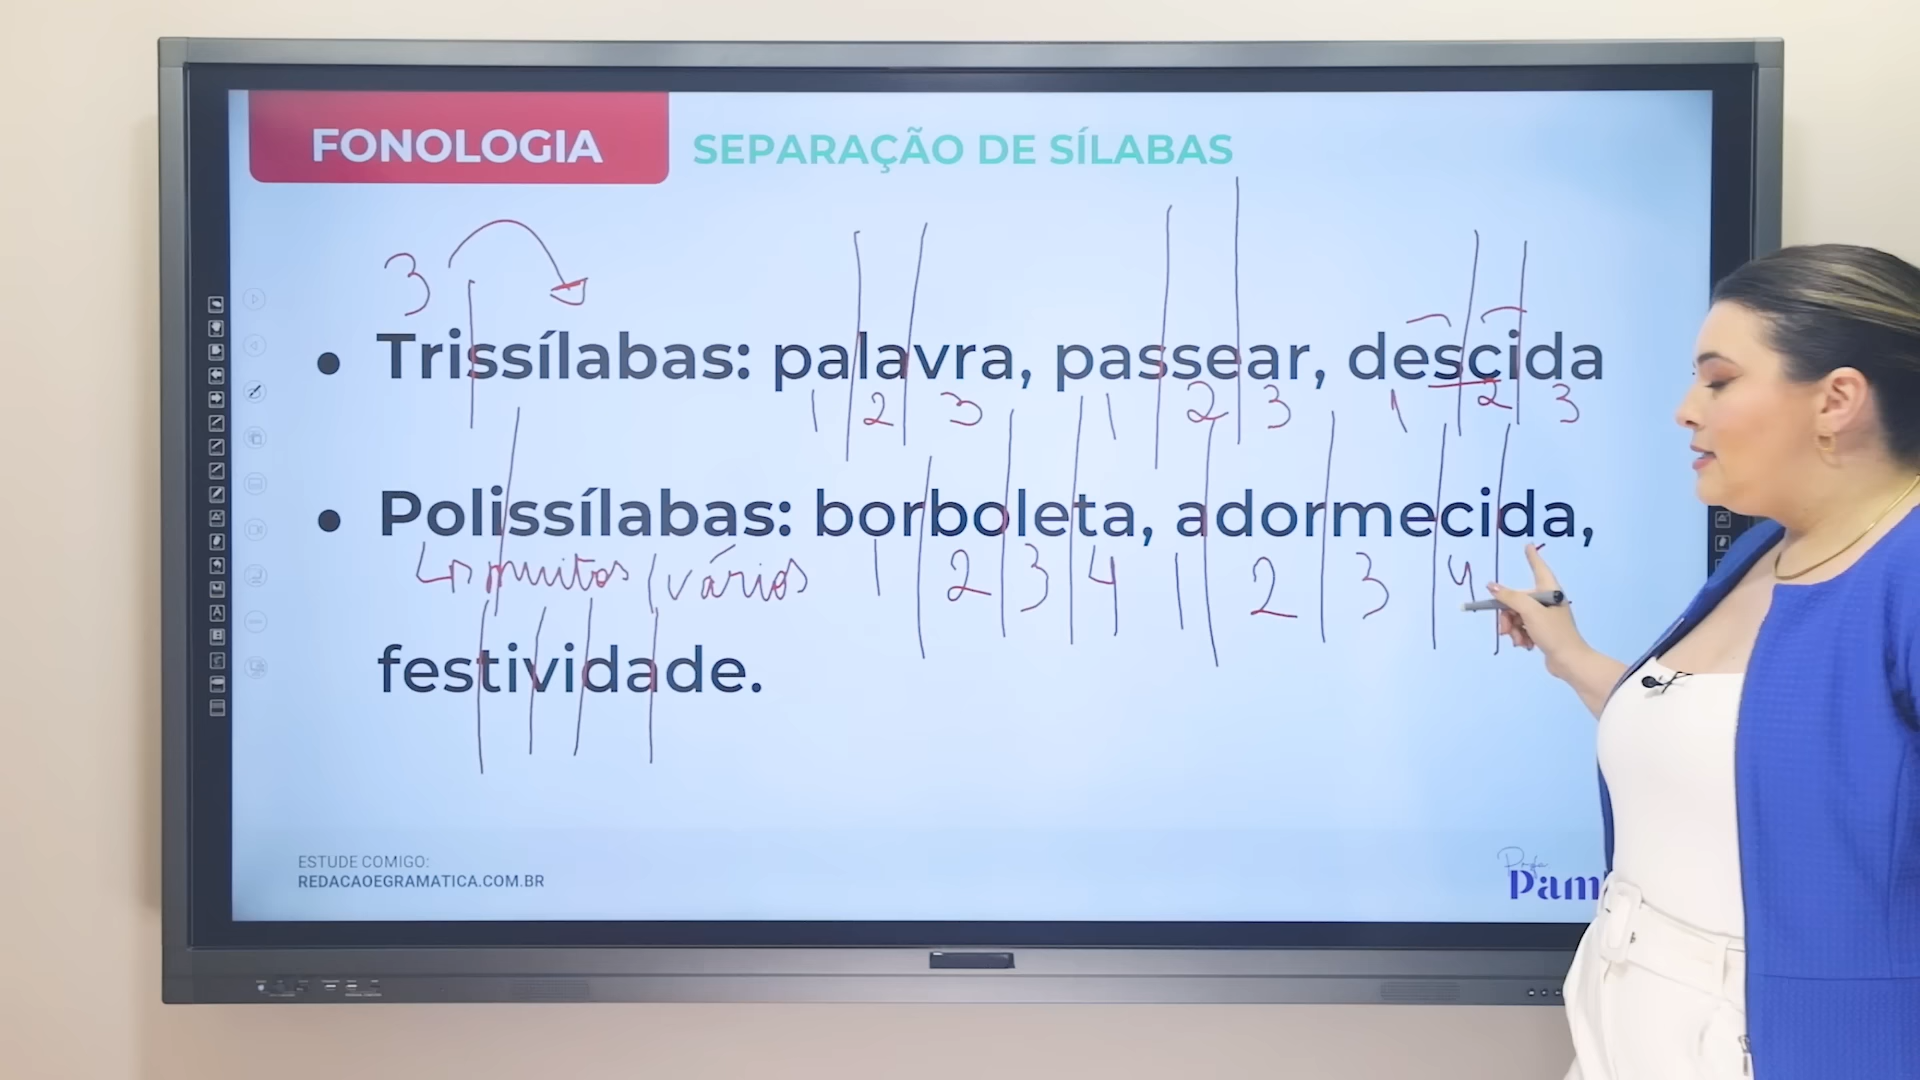 FONOLOGIA SEPARAÇÃO DE SÍLABAS
3
• Trissílabas: palavra, passear, descida
1 2 3 1 2 3 1 2 3
• Polissílabas: borboleta, adormecida,
↳ muitos / vários 1 2 3 4 1 2 3 4
festividade.
ESTUDE COMIGO:
REDACAOEGRAMATICA.COM.BR
Profa
Pam